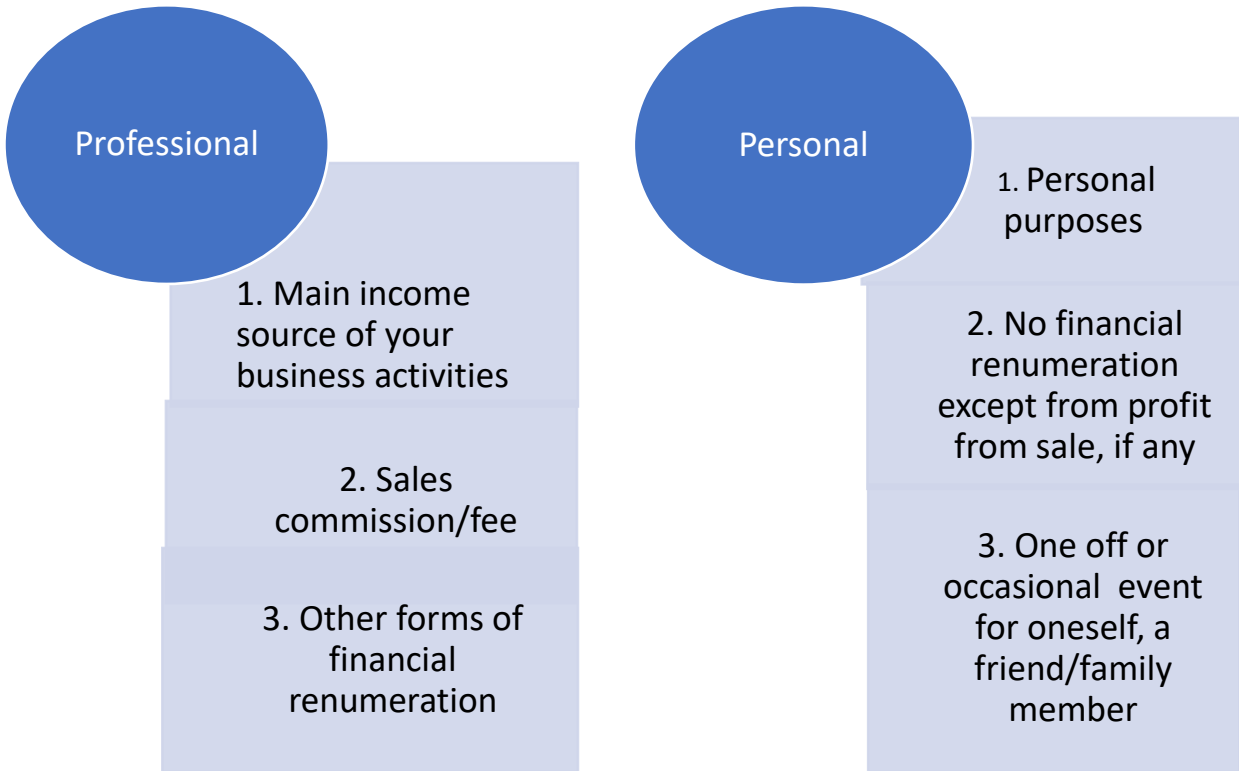 Professional
1. Main income
source of your
business activities
2. Sales
commission/fee
3. Other forms of
financial
renumeration
Personal
1. Personal
purposes
2. No financial
renumeration
except from profit
from sale, if any
3. One off or
occasional event
for oneself, a
friend/family
member